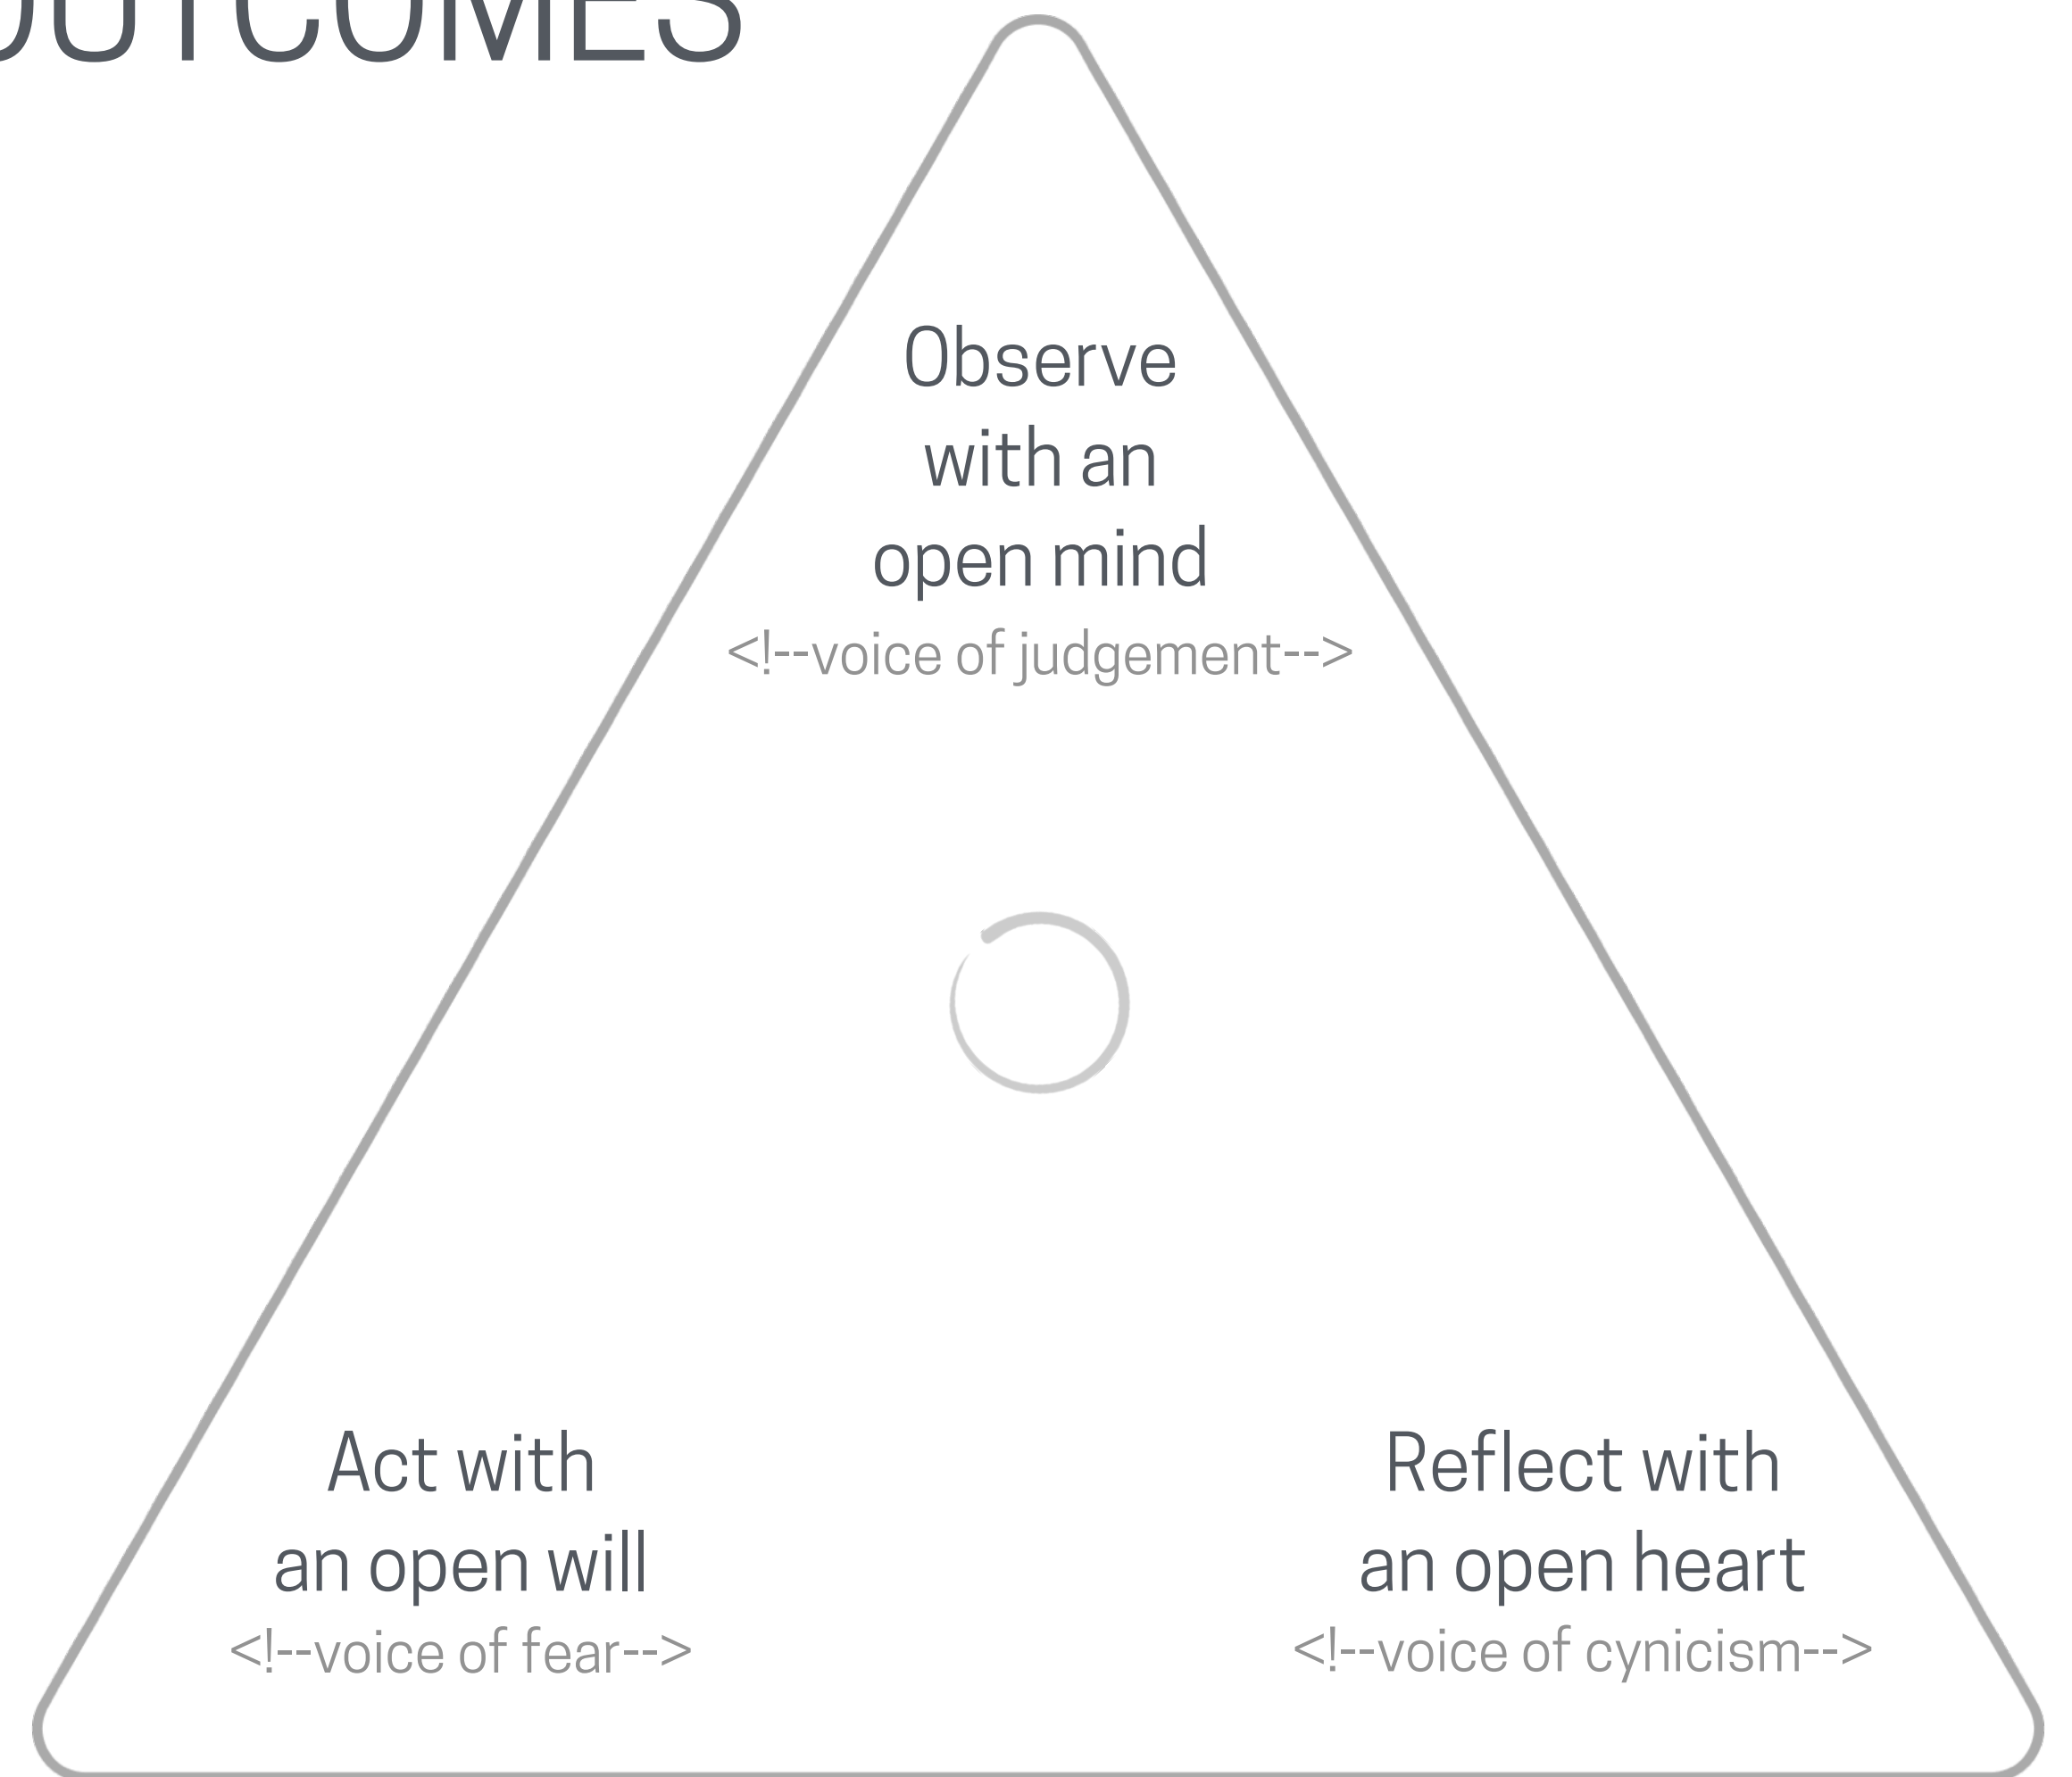 OUTCOMES
Observe
with an
open mind
<!--voice of judgement-->
Act with
an open will
<!--voice of fear-->
Reflect with
an open heart
<!--voice of cynicism-->